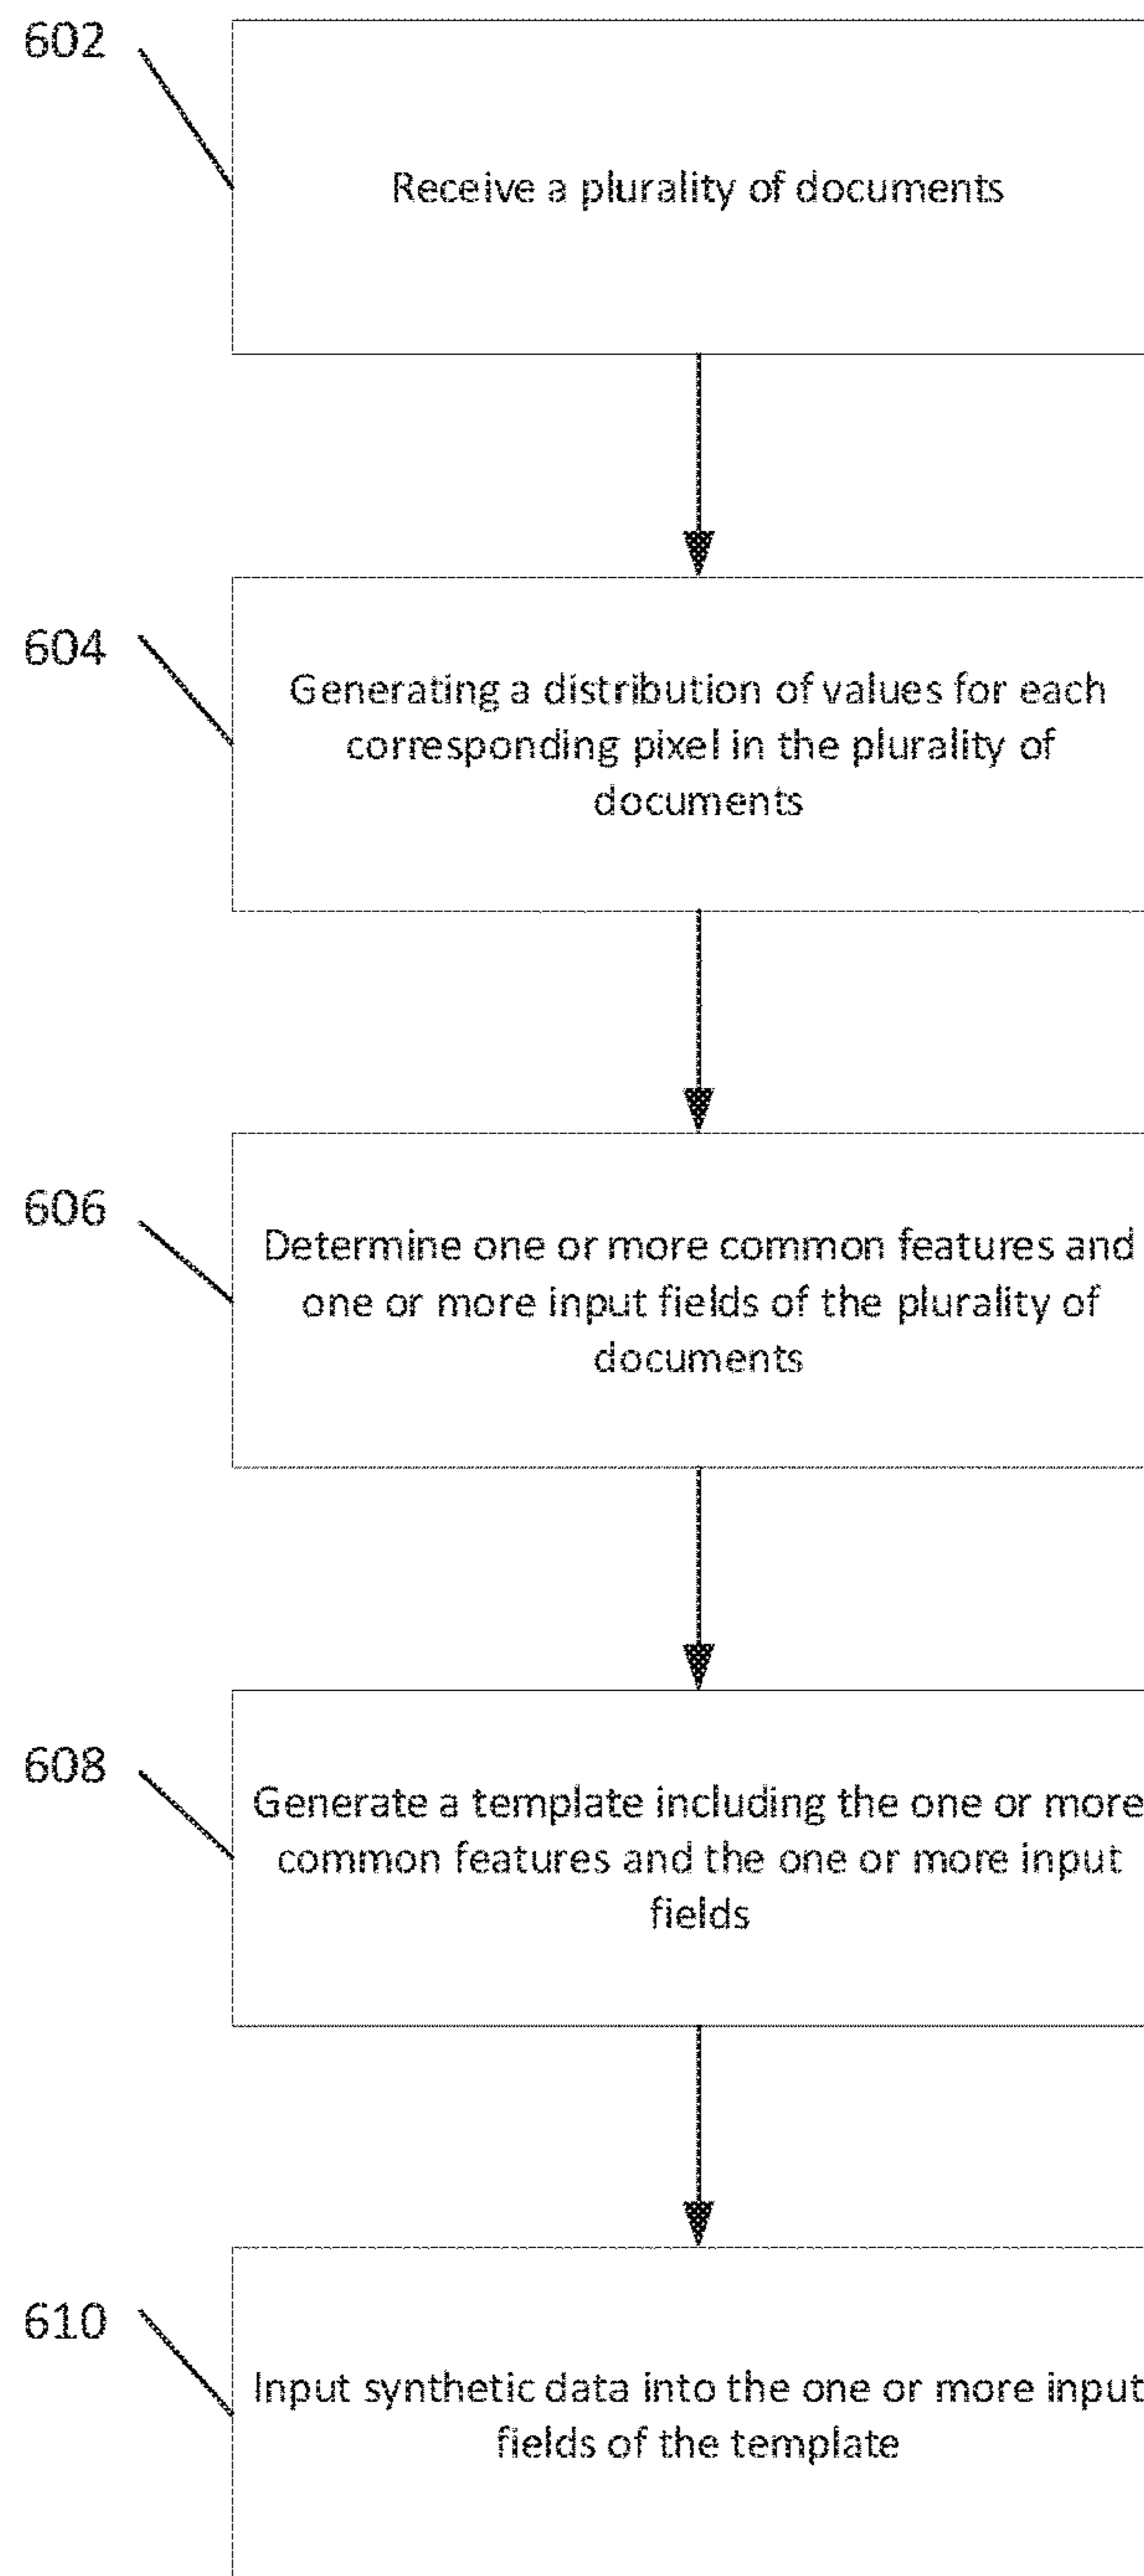 602
Receive a plurality of documents
604
Generating a distribution of values for each
corresponding pixel in the plurality of
documents
606
Determine one or more common features and
one or more input fields of the plurality of
documents
608
Generate a template including the one or more
common features and the one or more input
fields
610
Input synthetic data into the one or more input
fields of the template